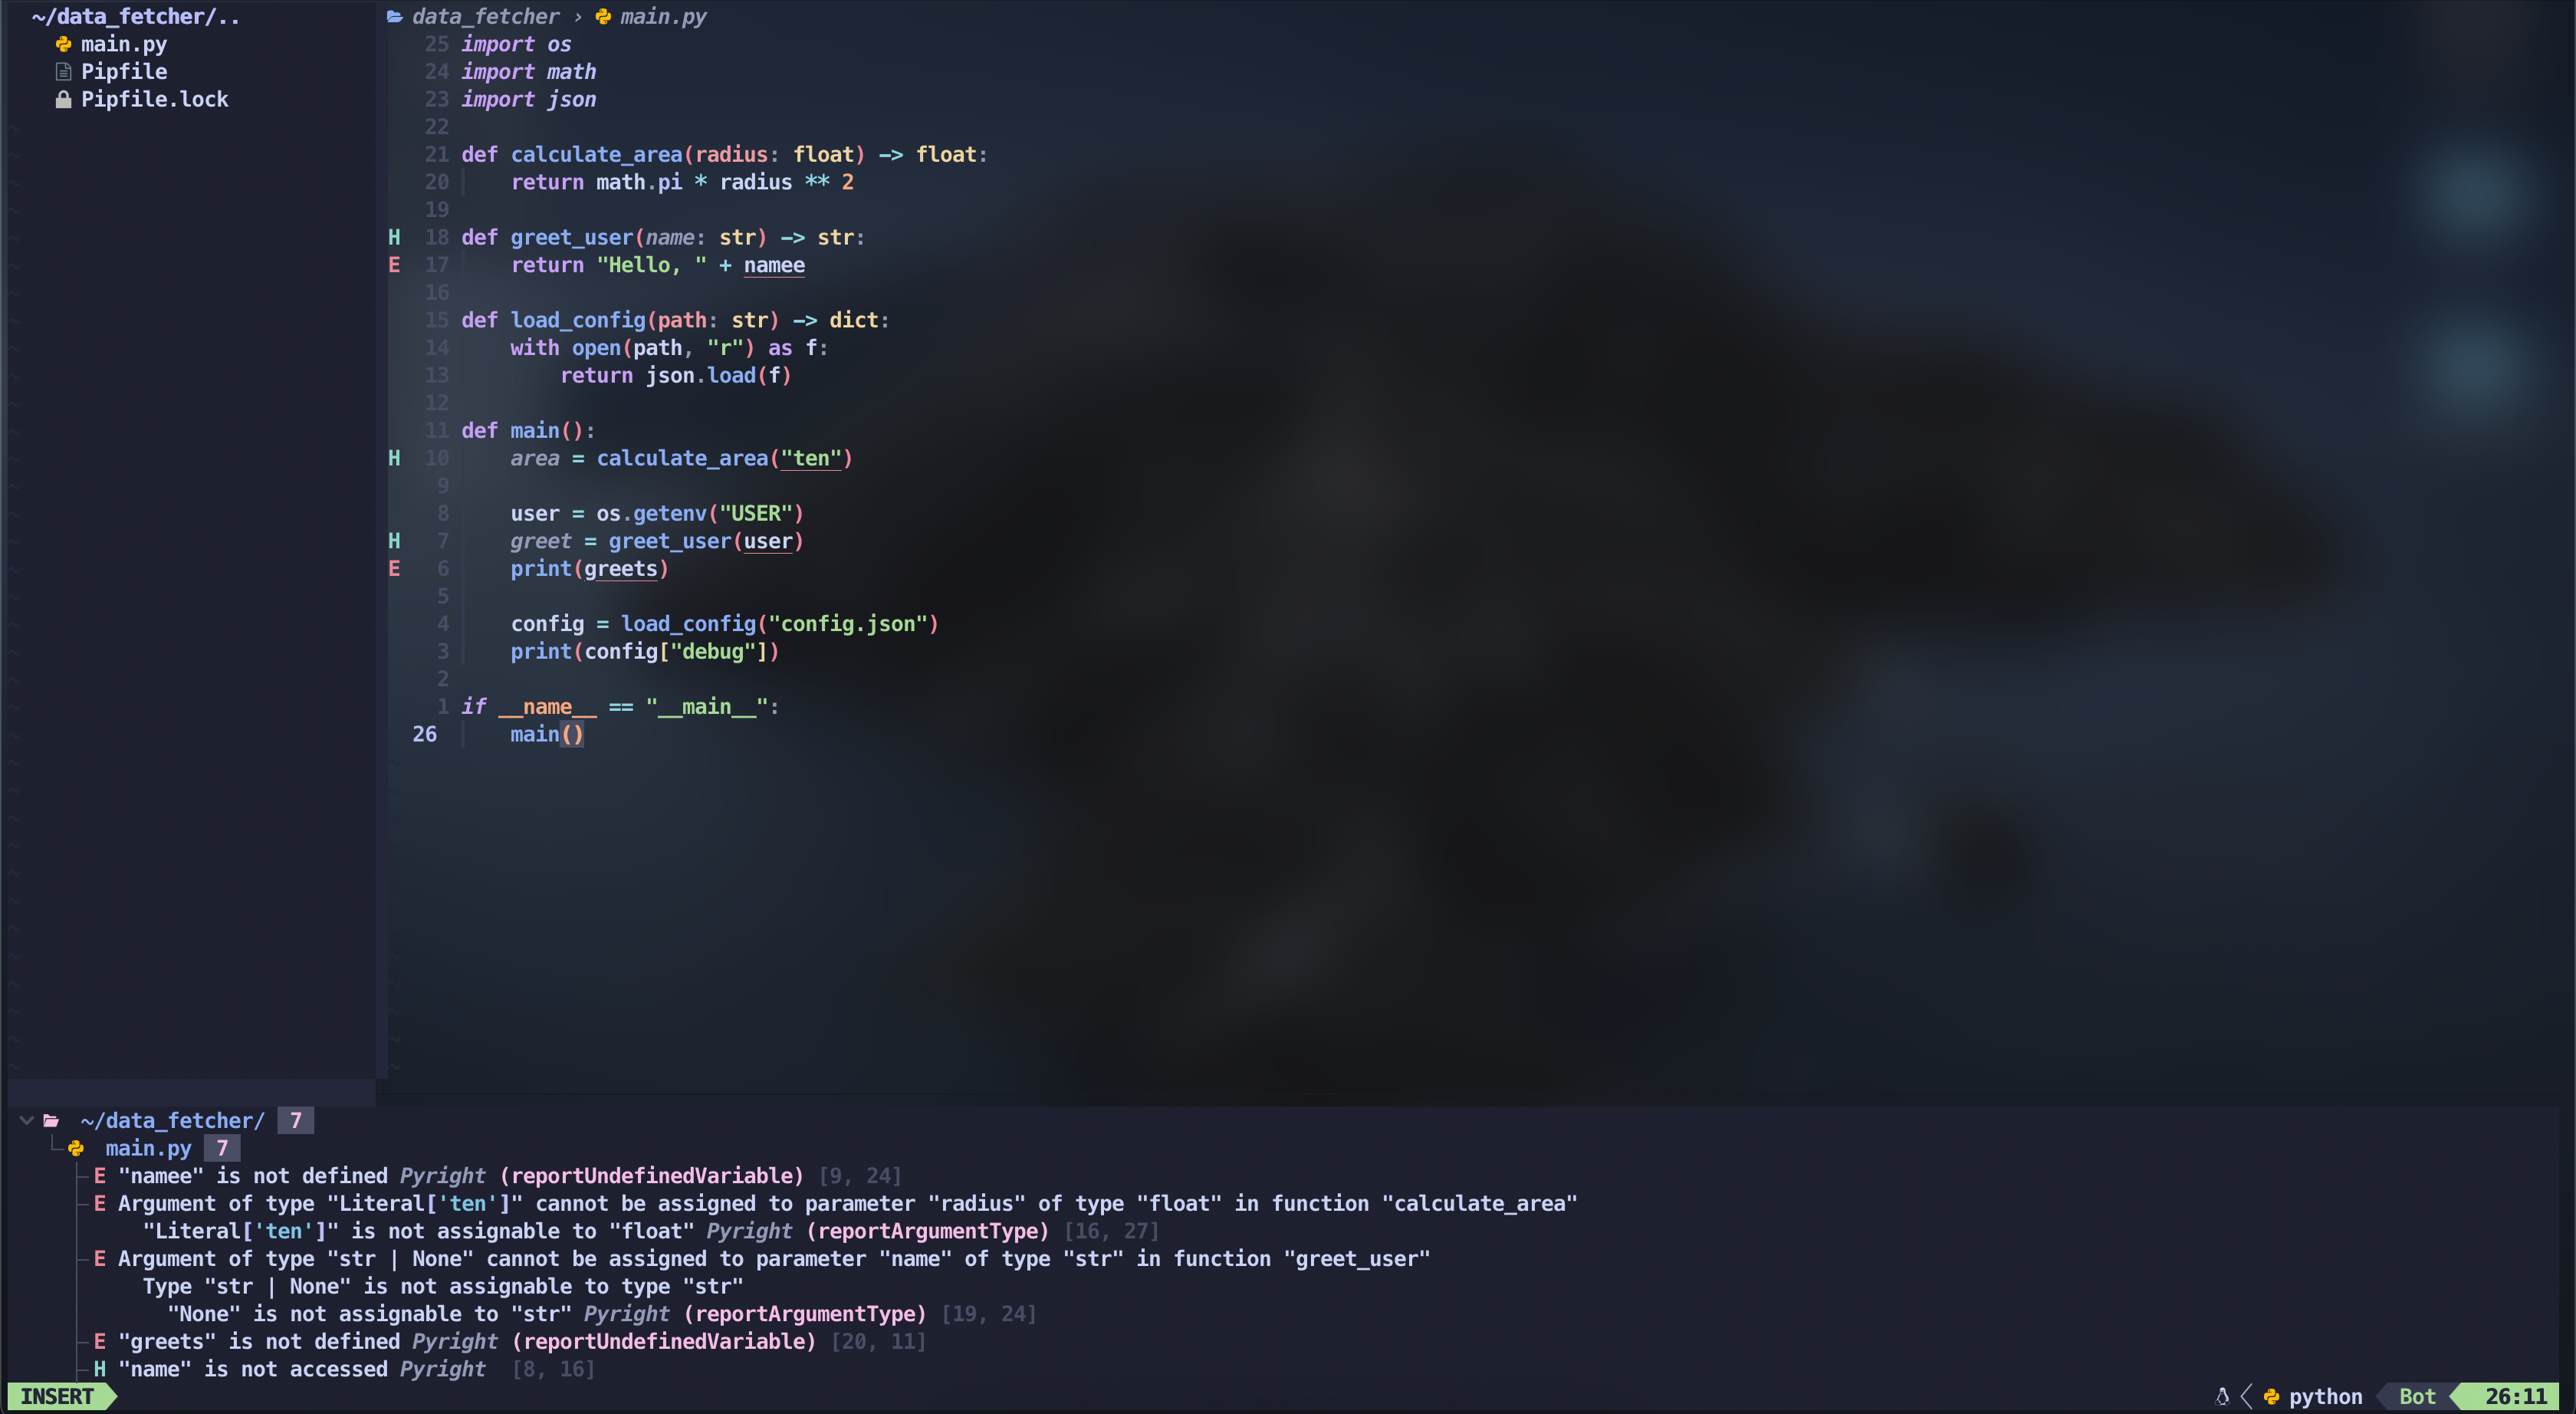 ~/data_fetcher/..
main.py
Pipfile
Pipfile.lock
data_fetcher › main.py
25 import os
24 import math
23 import json
22
21 def calculate_area(radius: float) -> float:
20     return math.pi * radius ** 2
19
H 18 def greet_user(name: str) -> str:
E 17     return "Hello, " + namee
16
15 def load_config(path: str) -> dict:
14     with open(path, "r") as f:
13         return json.load(f)
12
11 def main():
H 10     area = calculate_area("ten")
9
8     user = os.getenv("USER")
H 7     greet = greet_user(user)
E 6     print(greets)
5
4     config = load_config("config.json")
3     print(config["debug"])
2
1 if __name__ == "__main__":
26     main()
~/data_fetcher/ 7
main.py 7
E "namee" is not defined Pyright (reportUndefinedVariable) [9, 24]
E Argument of type "Literal['ten']" cannot be assigned to parameter "radius" of type "float" in function "calculate_area"
"Literal['ten']" is not assignable to "float" Pyright (reportArgumentType) [16, 27]
E Argument of type "str | None" cannot be assigned to parameter "name" of type "str" in function "greet_user"
Type "str | None" is not assignable to type "str"
"None" is not assignable to "str" Pyright (reportArgumentType) [19, 24]
E "greets" is not defined Pyright (reportUndefinedVariable) [20, 11]
H "name" is not accessed Pyright [8, 16]
INSERT python Bot 26:11